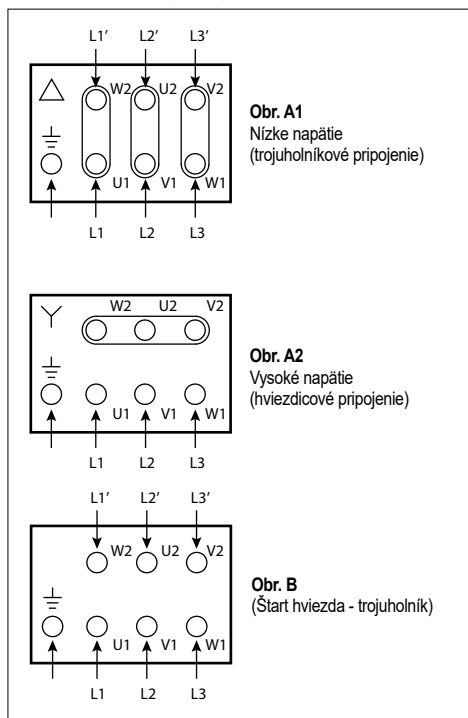 L1’ L2’ L3’
W2 U2 V2
U1 V1 W1
L1 L2 L3
Obr. A1
Nízke napätie
(trojuholníkové pripojenie)
W2 U2 V2
U1 V1 W1
L1 L2 L3
Obr. A2
Vysoké napätie
(hviezdicové pripojenie)
L1’ L2’ L3’
W2 U2 V2
U1 V1 W1
L1 L2 L3
Obr. B
(Štart hviezda - trojuholník)